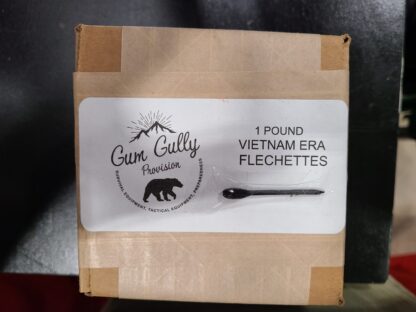 Gum Gully
Provision
SURVIVAL EQUIPMENT, TACTICAL EQUIPMENT, PREPAREDNESS
1 POUND
VIETNAM ERA
FLECHETTES